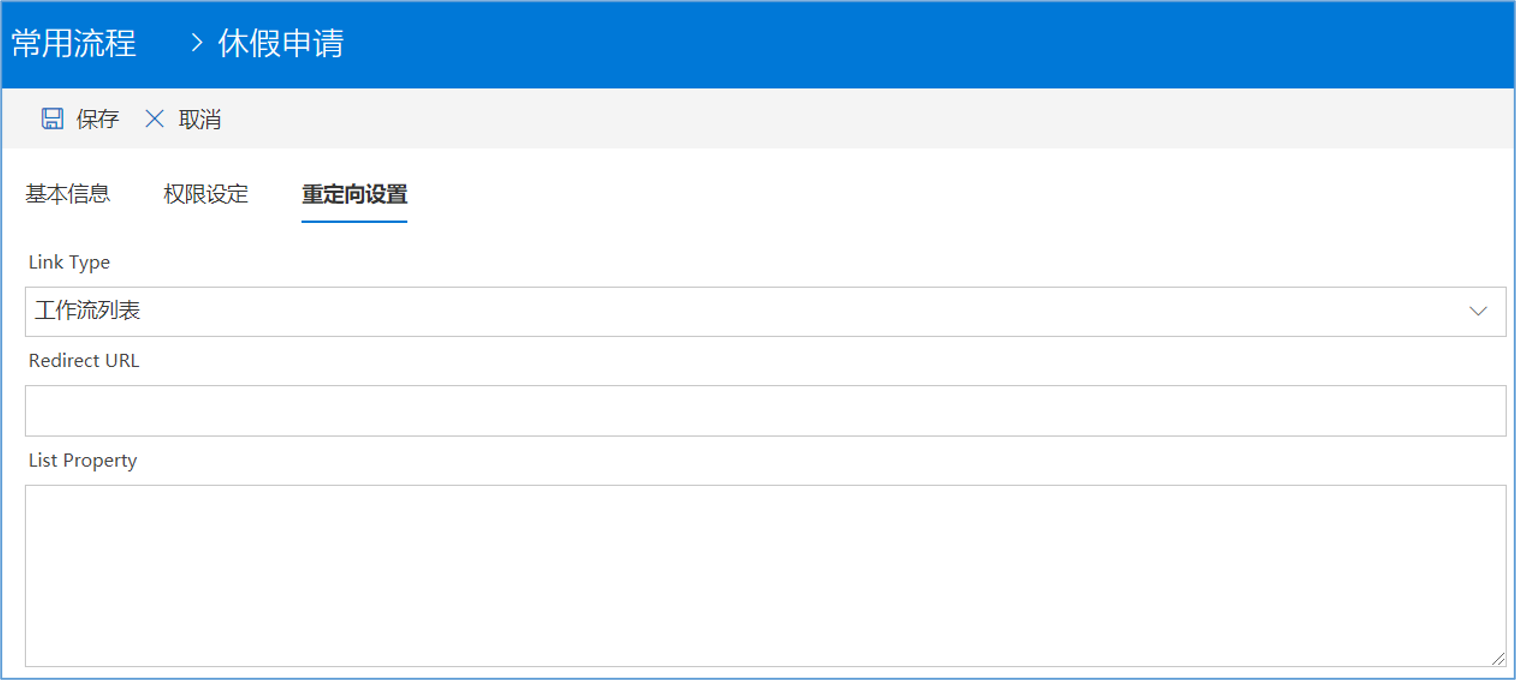 常用流程 > 休假申请
保存 取消
基本信息 权限设定 重定向设置
Link Type
工作流列表
Redirect URL
List Property